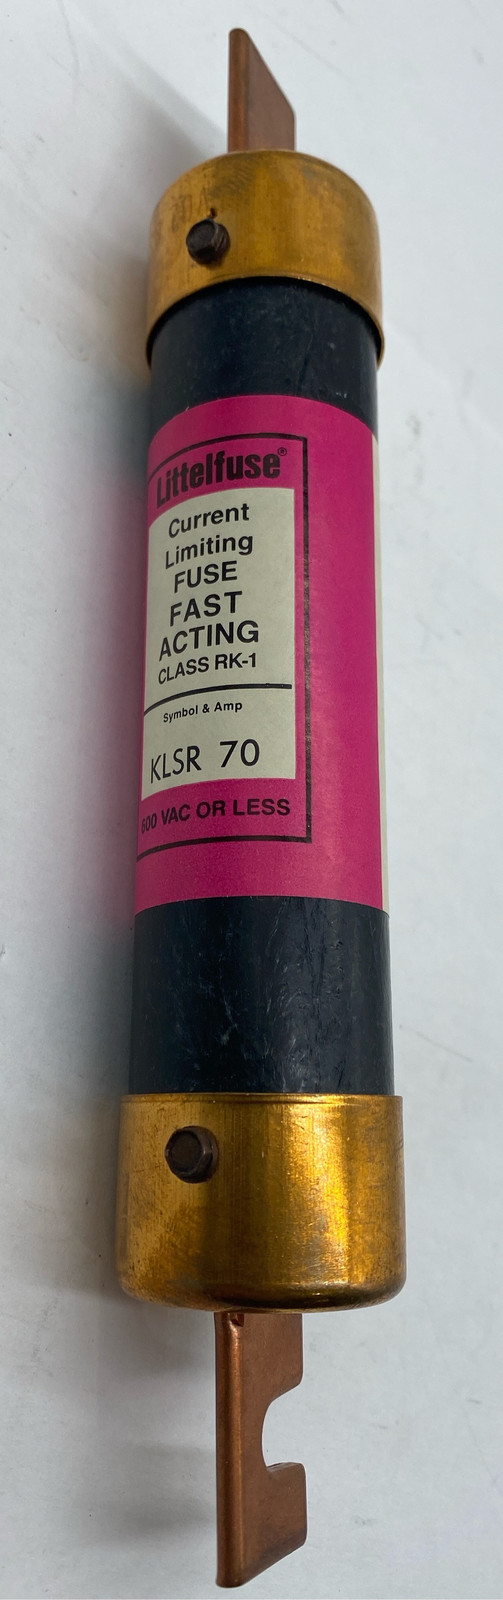 Littelfuse®
Current
Limiting
FUSE
FAST
ACTING
CLASS RK-1
Symbol & Amp
KLSR 70
600 VAC OR LESS